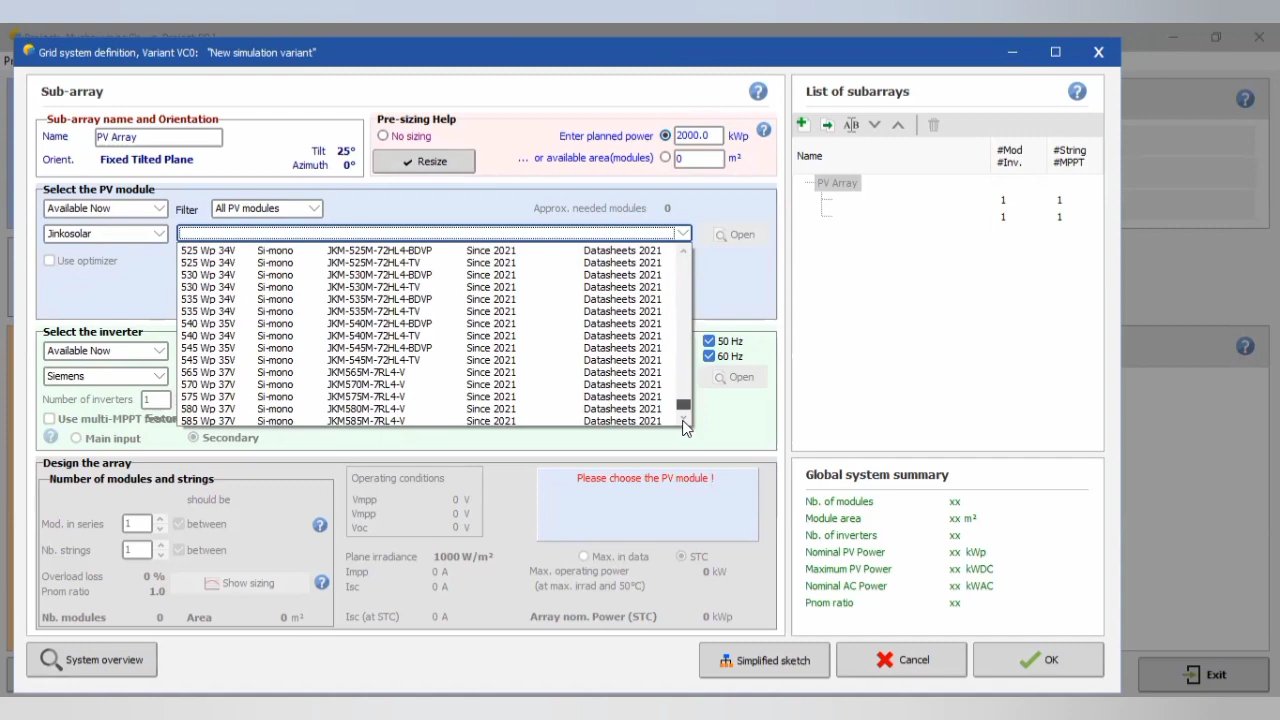 Grid system definition, Variant VC0: "New simulation variant"
Sub-array
Sub-array name and Orientation
Name PV Array
Orient. Fixed Tilted Plane
Tilt 25°
Azimuth 0°
Pre-sizing Help
No sizing
Enter planned power 2000.0 kWp
Resize
... or available area(modules) 0 m²
Select the PV module
Available Now
Filter All PV modules
Approx. needed modules 0
Jinkosolar
Open
Use optimizer
525 Wp 34V Si-mono JKM-525M-72HL4-BDVP Since 2021 Datasheets 2021
525 Wp 34V Si-mono JKM-525M-72HL4-TV Since 2021 Datasheets 2021
530 Wp 34V Si-mono JKM-530M-72HL4-BDVP Since 2021 Datasheets 2021
530 Wp 34V Si-mono JKM-530M-72HL4-TV Since 2021 Datasheets 2021
535 Wp 34V Si-mono JKM-535M-72HL4-BDVP Since 2021 Datasheets 2021
535 Wp 34V Si-mono JKM-535M-72HL4-TV Since 2021 Datasheets 2021
540 Wp 35V Si-mono JKM-540M-72HL4-BDVP Since 2021 Datasheets 2021
540 Wp 34V Si-mono JKM-540M-72HL4-TV Since 2021 Datasheets 2021
545 Wp 35V Si-mono JKM-545M-72HL4-BDVP Since 2021 Datasheets 2021
545 Wp 35V Si-mono JKM-545M-72HL4-TV Since 2021 Datasheets 2021
565 Wp 37V Si-mono JKM565M-7RL4-V Since 2021 Datasheets 2021
570 Wp 37V Si-mono JKM570M-7RL4-V Since 2021 Datasheets 2021
575 Wp 37V Si-mono JKM575M-7RL4-V Since 2021 Datasheets 2021
580 Wp 37V Si-mono JKM580M-7RL4-V Since 2021 Datasheets 2021
585 Wp 37V Si-mono JKM585M-7RL4-V Since 2021 Datasheets 2021
Select the inverter
Available Now
50 Hz
60 Hz
Siemens
Open
Number of inverters 1
Use multi-MPPT
Main input
Secondary
Design the array
Number of modules and strings
should be
Mod. in series 1 between
Nb. strings 1 between
Overload loss 0 %
Pnom ratio 1.0
Show sizing
Nb. modules 0 Area 0 m²
Operating conditions
Vmpp 0 V
Vmpp 0 V
Voc 0 V
Plane irradiance 1000 W/m²
Impp 0 A
Isc 0 A
Isc (at STC) 0 A
Please choose the PV module !
Max. in data STC
Max. operating power 0 kW
(at max. irrad and 50°C)
Array nom. Power (STC) 0 kWp
List of subarrays
Name
#Mod
#Inv.
#String
#MPPT
PV Array
1 1
1 1
Global system summary
Nb. of modules xx
Module area xx m²
Nb. of inverters xx
Nominal PV Power xx kWp
Maximum PV Power xx kWDC
Nominal AC Power xx kWAC
Pnom ratio xx
System overview
Simplified sketch
Cancel
OK
Exit